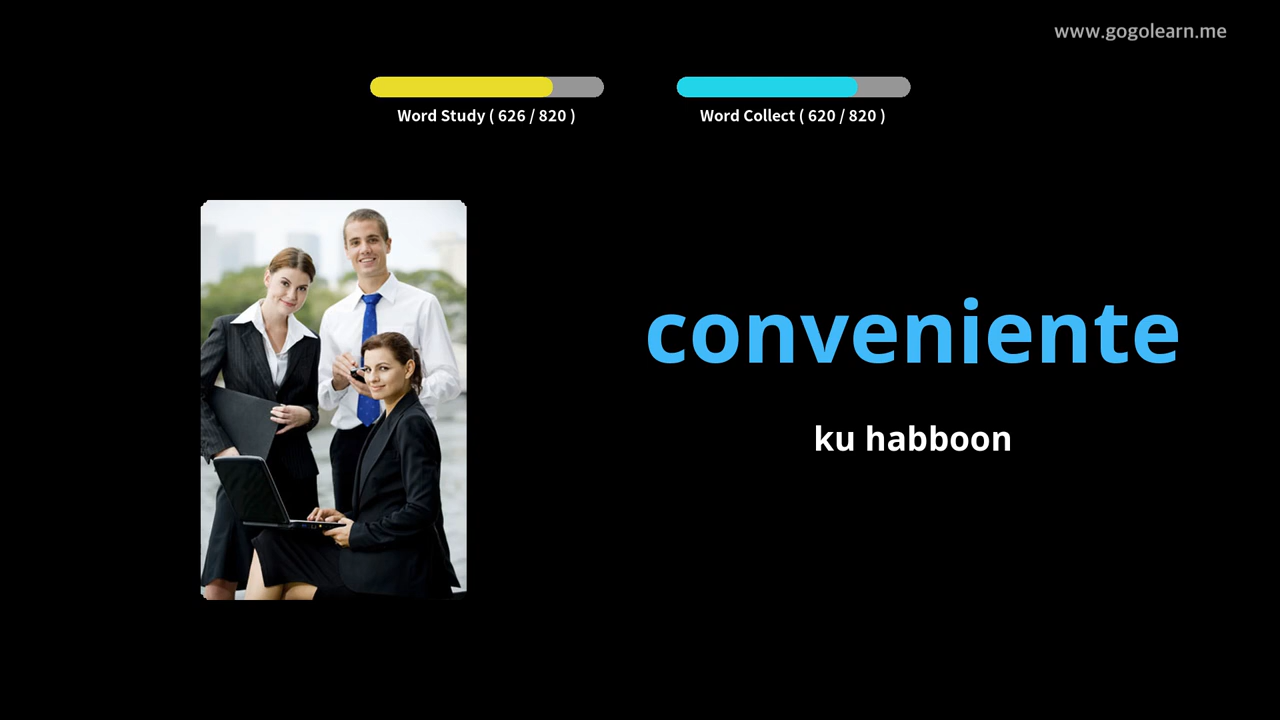 www.gogolearn.me
Word Study ( 626 / 820 )
Word Collect ( 620 / 820 )
conveniente
ku habboon